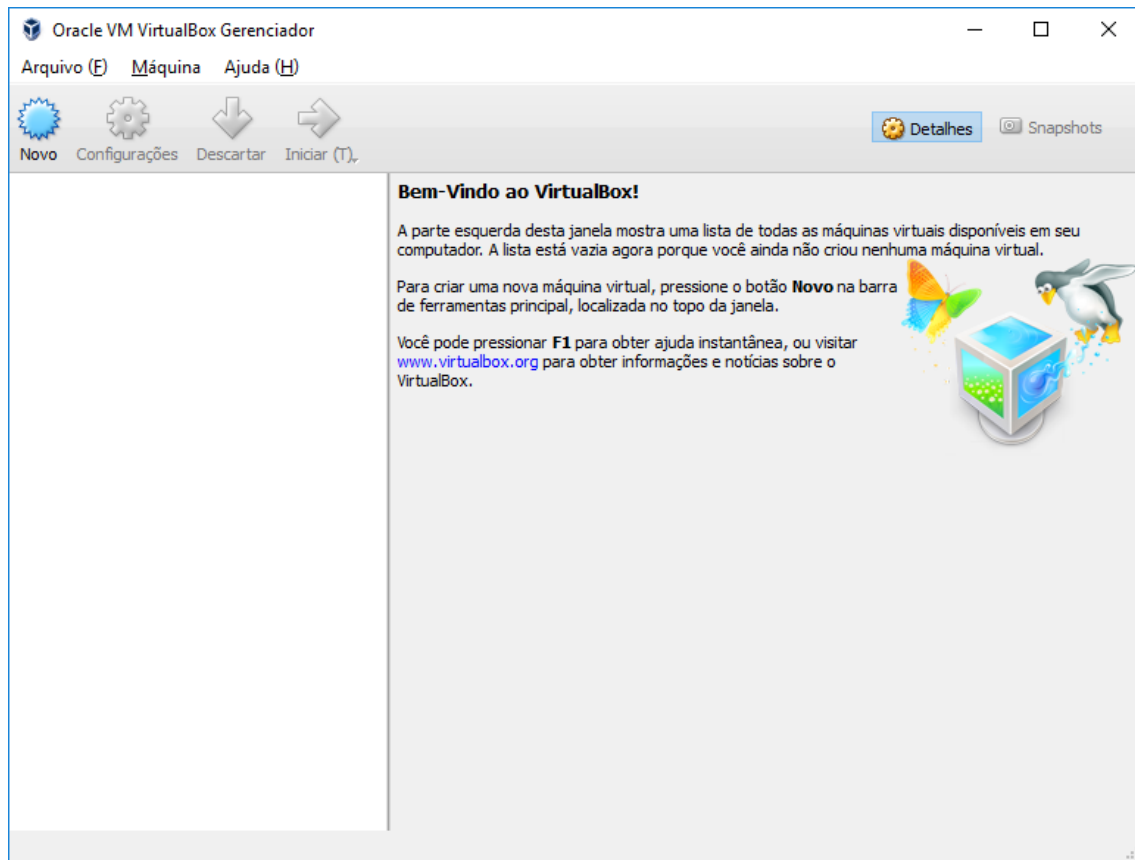 Oracle VM VirtualBox Gerenciador
Arquivo (F) Máquina Ajuda (H)
Novo Configurações Descartar Iniciar (T)
Detalhes Snapshots
Bem-Vindo ao VirtualBox!
A parte esquerda desta janela mostra uma lista de todas as máquinas virtuais disponíveis em seu
computador. A lista está vazia agora porque você ainda não criou nenhuma máquina virtual.
Para criar uma nova máquina virtual, pressione o botão Novo na barra
de ferramentas principal, localizada no topo da janela.
Você pode pressionar F1 para obter ajuda instantânea, ou visitar
www.virtualbox.org para obter informações e notícias sobre o
VirtualBox.